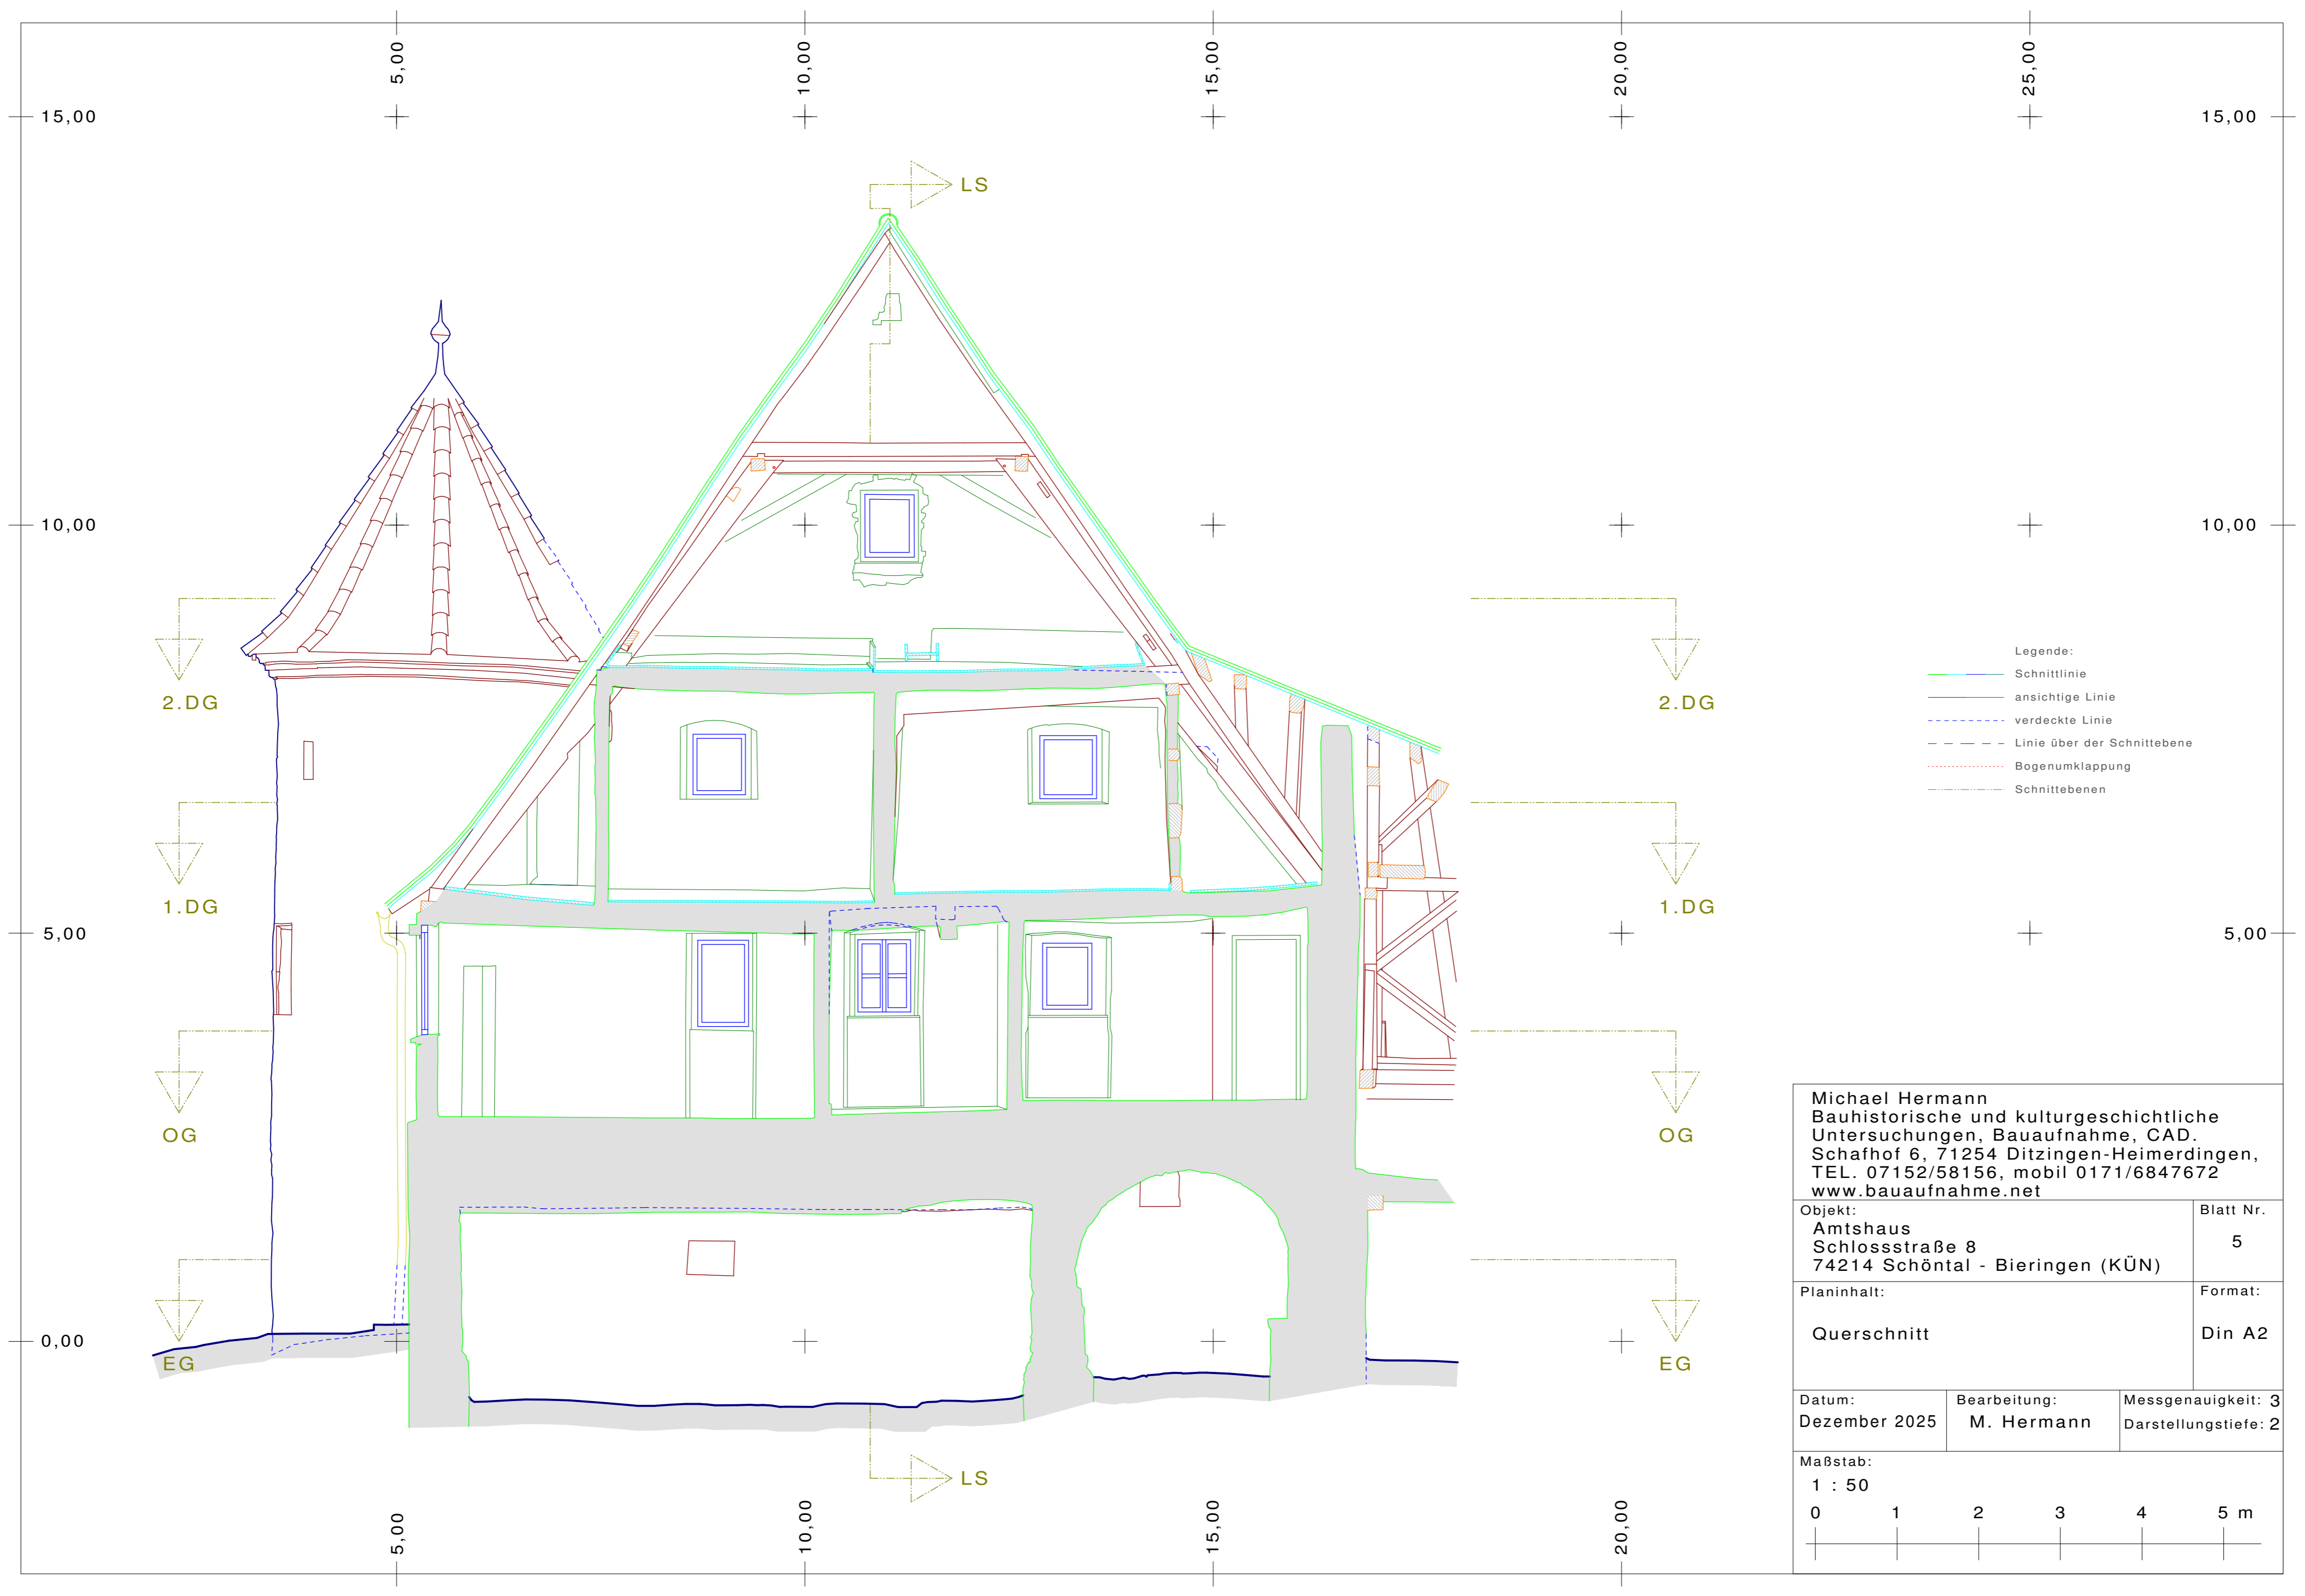 5,00
10,00
15,00
20,00
25,00
15,00
15,00
LS
10,00
10,00
2.DG
2.DG
Legende:
Schnittlinie
ansichtige Linie
verdeckte Linie
Linie über der Schnittebene
Bogenumklappung
Schnittebenen
1.DG
1.DG
5,00
5,00
OG
OG
0,00
EG
EG
LS
5,00
10,00
15,00
20,00
Michael Hermann
Bauhistorische und kulturgeschichtliche
Untersuchungen, Bauaufnahme, CAD.
Schafhof 6, 71254 Ditzingen-Heimerdingen,
TEL. 07152/58156, mobil 0171/6847672
www.bauaufnahme.net
Objekt:
Amtshaus
Schlossstraße 8
74214 Schöntal - Bieringen (KÜN)
Blatt Nr.
5
Planinhalt:
Querschnitt
Format:
Din A2
Datum:
Dezember 2025
Bearbeitung:
M. Hermann
Messgenauigkeit: 3
Darstellungstiefe: 2
Maßstab:
1 : 50
0 1 2 3 4 5 m